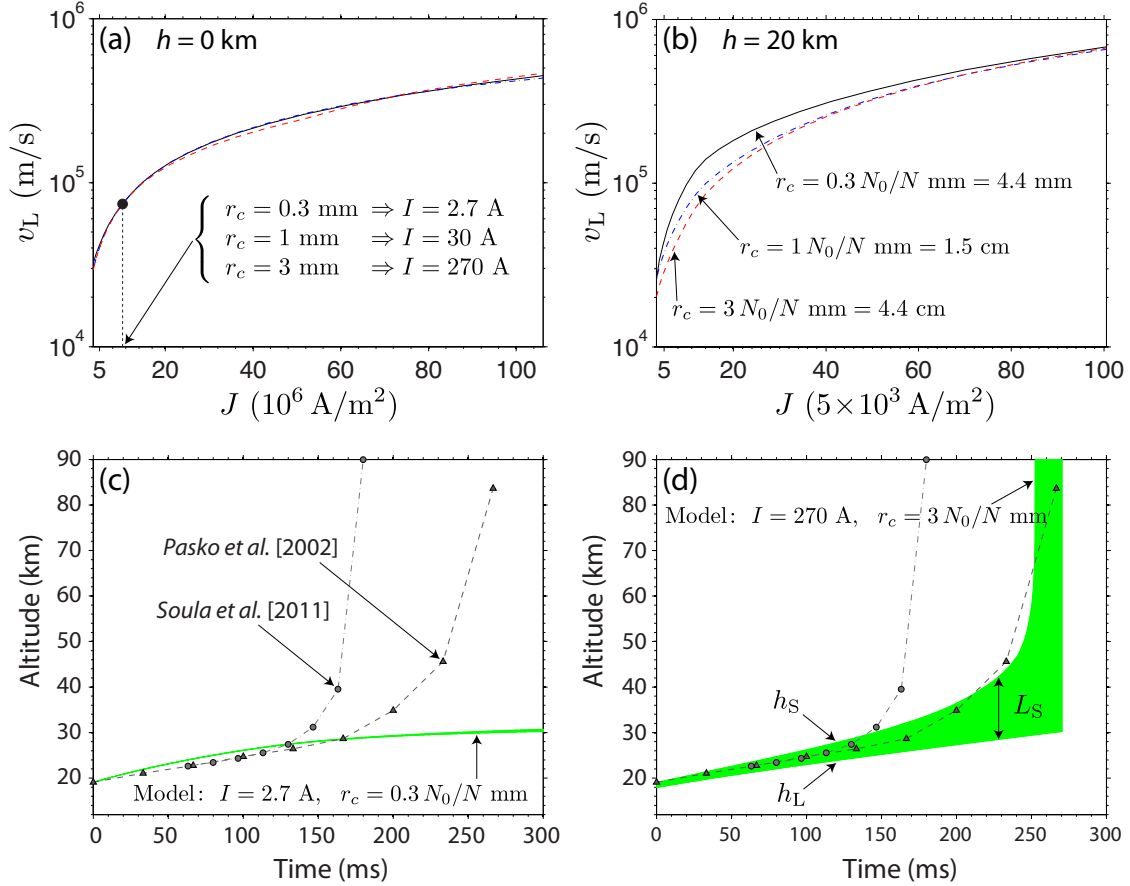 (a) h = 0 km
10^6
10^5
10^4
v_L (m/s)
r_c = 0.3 mm ⇒ I = 2.7 A
r_c = 1 mm ⇒ I = 30 A
r_c = 3 mm ⇒ I = 270 A
5 20 40 60 80 100
J (10^6 A/m^2)
(b) h = 20 km
10^6
10^5
10^4
v_L (m/s)
r_c = 0.3 N_0/N mm = 4.4 mm
r_c = 1 N_0/N mm = 1.5 cm
r_c = 3 N_0/N mm = 4.4 cm
5 20 40 60 80 100
J (5×10^3 A/m^2)
(c)
90
80
70
60
50
40
30
20
Altitude (km)
Pasko et al. [2002]
Soula et al. [2011]
Model: I = 2.7 A, r_c = 0.3 N_0/N mm
0 50 100 150 200 250 300
Time (ms)
(d)
90
80
70
60
50
40
30
20
Altitude (km)
Model: I = 270 A, r_c = 3 N_0/N mm
h_S
L_S
h_L
0 50 100 150 200 250 300
Time (ms)